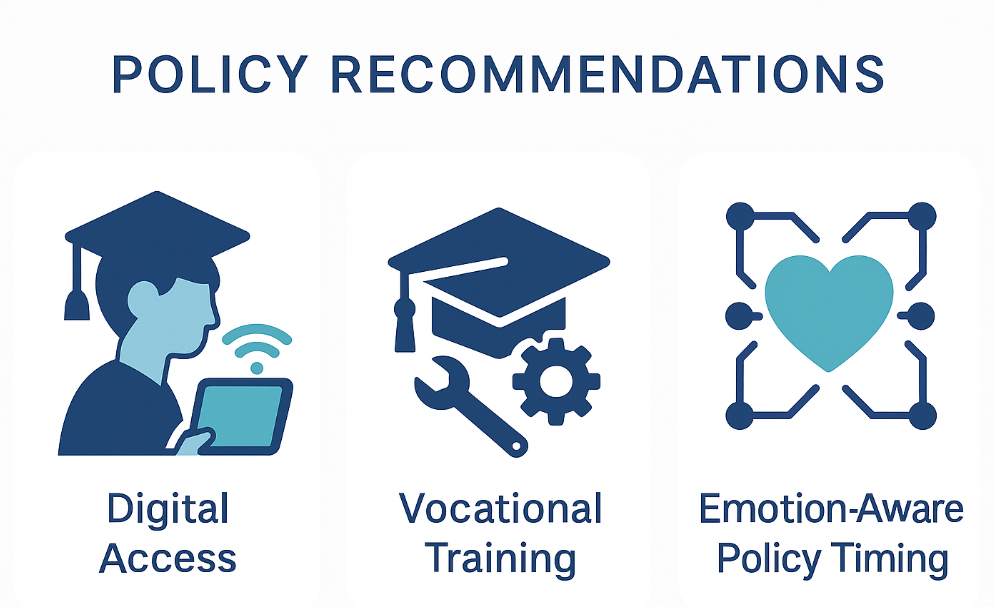 POLICY RECOMMENDATIONS
Digital
Access
Vocational
Training
Emotion-Aware
Policy Timing